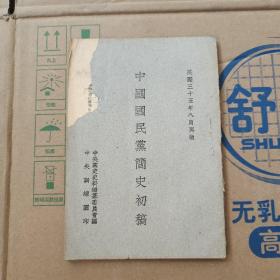 民國三十五年八月再版
中國國民黨簡史初稿
中央黨史史料編纂委員會編
中央訓練團印
舒
SHU
无乳
高